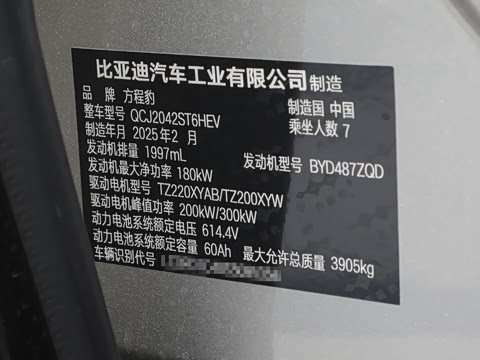 比亚迪汽车工业有限公司制造
品 牌 方程豹 制造国 中国
整车型号 QCJ2042ST6HEV 乘坐人数 7
制造年月 2025年2 月
发动机排量 1997mL 发动机型号 BYD487ZQD
发动机最大净功率 180kW
驱动电机型号 TZ220XYAB/TZ200XYW
驱动电机峰值功率 200kW/300kW
动力电池系统额定电压 614.4V
动力电池系统额定容量 60Ah 最大允许总质量 3905kg
车辆识别代号